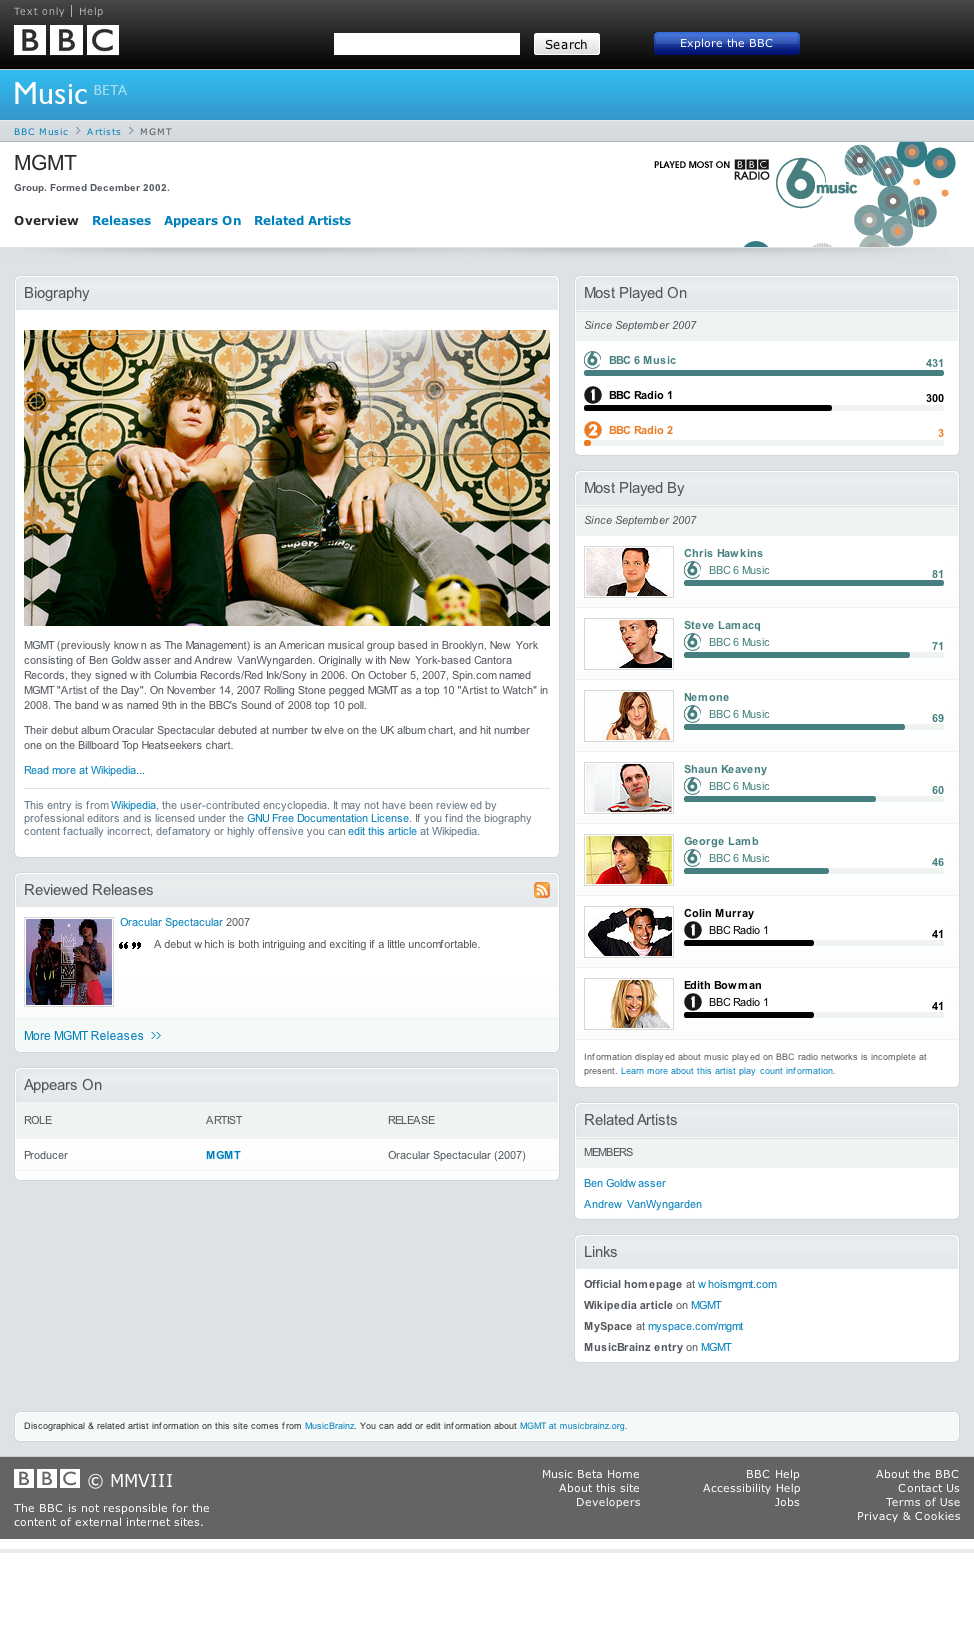 Text only | Help
BBC
Search
Explore the BBC
Music BETA
BBC Music > Artists > MGMT
MGMT
Group. Formed December 2002.
Overview Releases Appears On Related Artists
PLAYED MOST ON BBC RADIO 6music
Biography
MGMT (previously known as The Management) is an American musical group based in Brooklyn, New York
consisting of Ben Goldwasser and Andrew VanWyngarden. Originally with New York-based Cantora
Records, they signed with Columbia Records/Red Ink/Sony in 2006. On October 5, 2007, Spin.com named
MGMT "Artist of the Day". On November 14, 2007 Rolling Stone pegged MGMT as a top 10 "Artist to Watch" in
2008. The band was named 9th in the BBC's Sound of 2008 top 10 poll.
Their debut album Oracular Spectacular debuted at number twelve on the UK album chart, and hit number
one on the Billboard Top Heatseekers chart.
Read more at Wikipedia...
This entry is from Wikipedia, the user-contributed encyclopedia. It may not have been reviewed by
professional editors and is licensed under the GNU Free Documentation License. If you find the biography
content factually incorrect, defamatory or highly offensive you can edit this article at Wikipedia.
Reviewed Releases
Oracular Spectacular 2007
A debut which is both intriguing and exciting if a little uncomfortable.
More MGMT Releases >>
Appears On
ROLE ARTIST RELEASE
Producer MGMT Oracular Spectacular (2007)
Most Played On
Since September 2007
6 BBC 6 Music 431
1 BBC Radio 1 300
2 BBC Radio 2 3
Most Played By
Since September 2007
Chris Hawkins
6 BBC 6 Music 81
Steve Lamacq
6 BBC 6 Music 71
Nemone
6 BBC 6 Music 69
Shaun Keaveny
6 BBC 6 Music 60
George Lamb
6 BBC 6 Music 46
Colin Murray
1 BBC Radio 1 41
Edith Bowman
1 BBC Radio 1 41
Information displayed about music played on BBC radio networks is incomplete at
present. Learn more about this artist play count information.
Related Artists
MEMBERS
Ben Goldwasser
Andrew VanWyngarden
Links
Official homepage at whoismgmt.com
Wikipedia article on MGMT
MySpace at myspace.com/mgmt
MusicBrainz entry on MGMT
Discographical & related artist information on this site comes from MusicBrainz. You can add or edit information about MGMT at musicbrainz.org.
BBC © MMVIII
The BBC is not responsible for the
content of external internet sites.
Music Beta Home
About this site
Developers
BBC Help
Accessibility Help
Jobs
About the BBC
Contact Us
Terms of Use
Privacy & Cookies